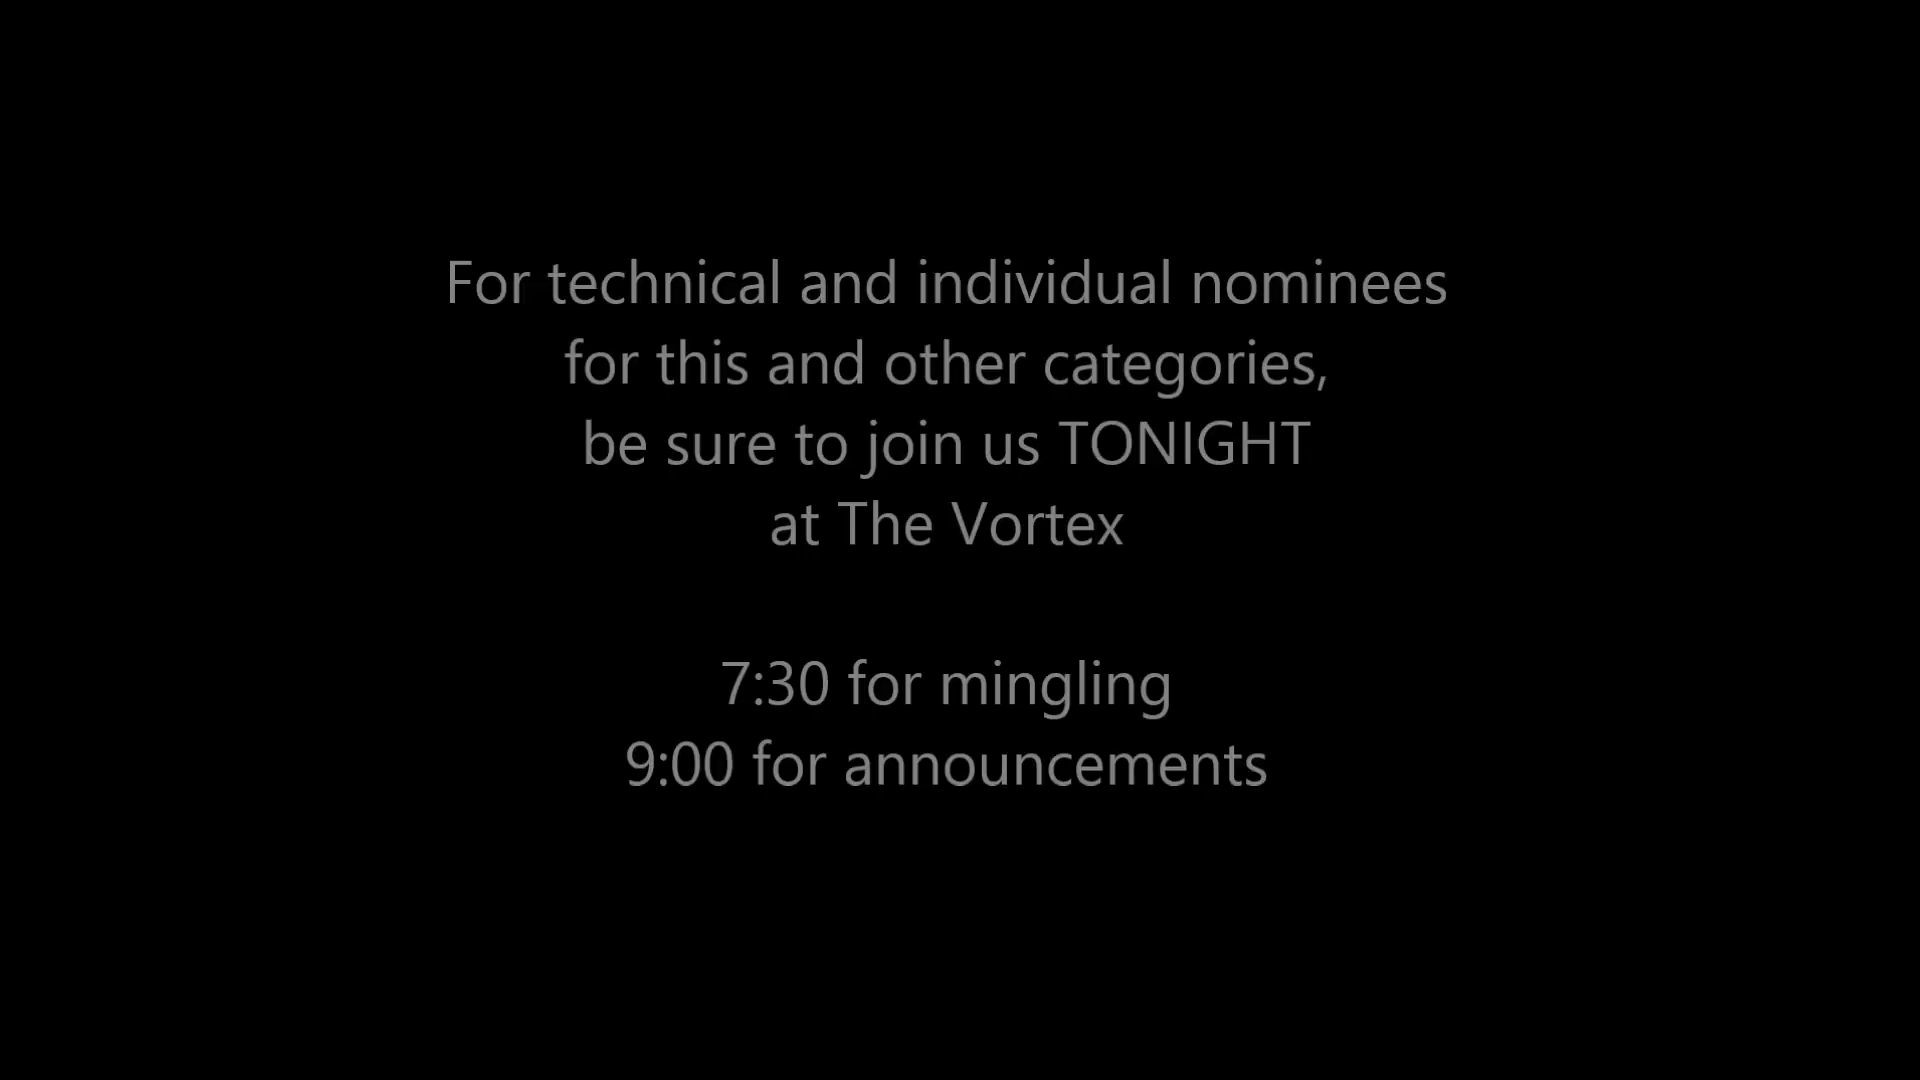 For technical and individual nominees
for this and other categories,
be sure to join us TONIGHT
at The Vortex
7:30 for mingling
9:00 for announcements